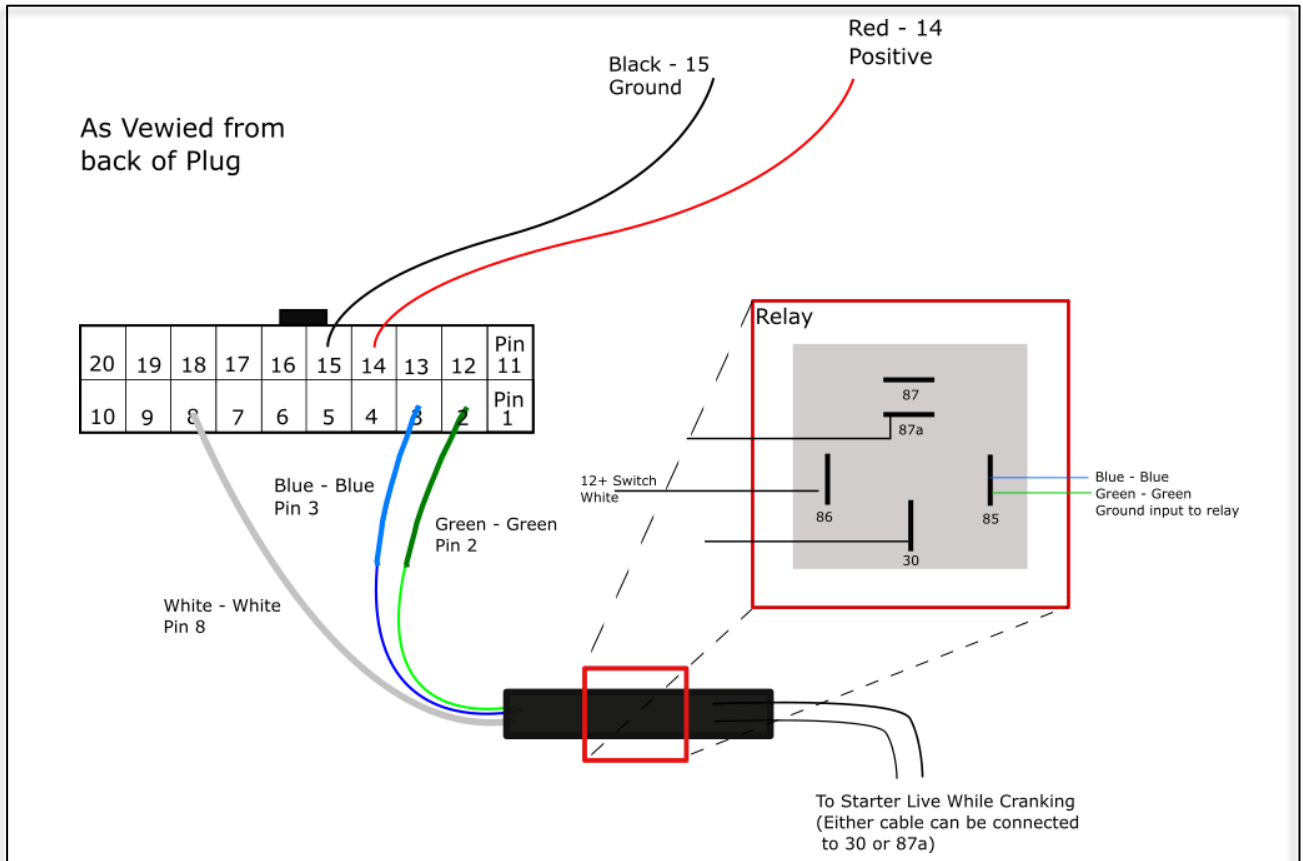 Red - 14
Positive
Black - 15
Ground
As Vewied from
back of Plug
20 19 18 17 16 15 14 13 12 Pin 11
10 9 8 7 6 5 4 3 2 Pin 1
Blue - Blue
Pin 3
Green - Green
Pin 2
White - White
Pin 8
Relay
87
87a
12+ Switch
White
86
85
30
Blue - Blue
Green - Green
Ground input to relay
To Starter Live While Cranking
(Either cable can be connected
to 30 or 87a)